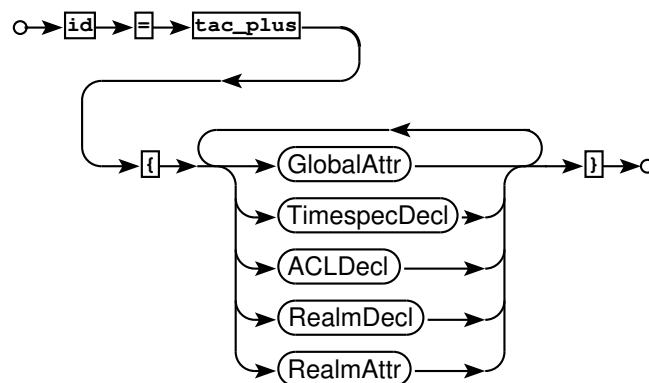 id = tac_plus
{ GlobalAttr }
TimespecDecl
ACLDecl
RealmDecl
RealmAttr